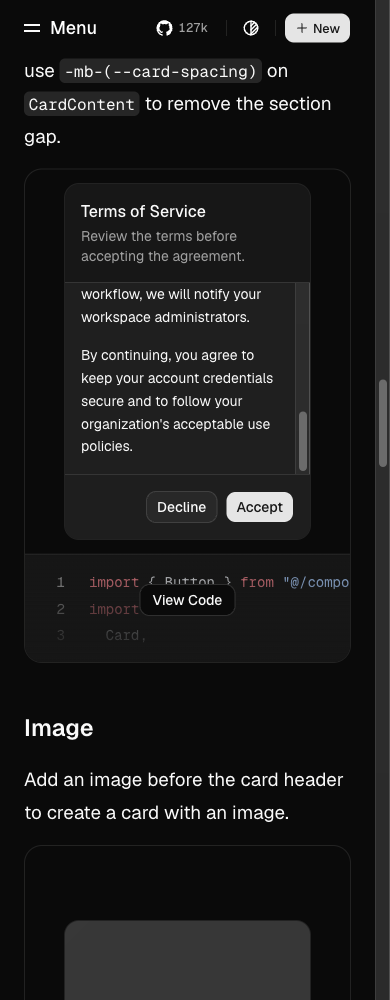 Menu 127k + New
use -mb-(--card-spacing) on
CardContent to remove the section
gap.
Terms of Service
Review the terms before
accepting the agreement.
workflow, we will notify your
workspace administrators.
By continuing, you agree to
keep your account credentials
secure and to follow your
organization's acceptable use
policies.
Decline Accept
1 import { Button } from "@/compo
View Code
2 import
3 Card,
Image
Add an image before the card header
to create a card with an image.